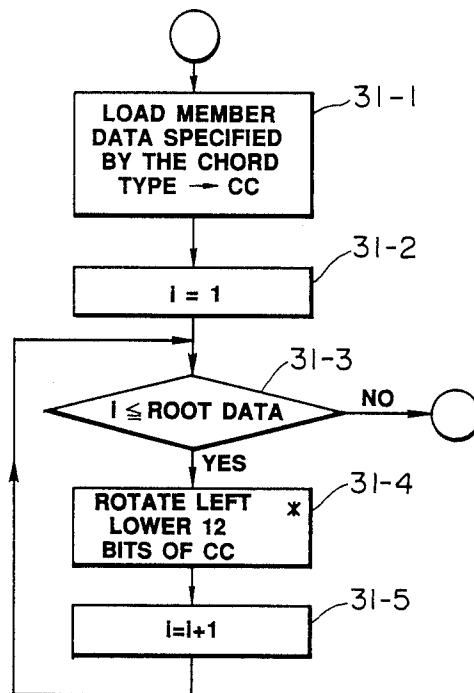 31-1
LOAD MEMBER
DATA SPECIFIED
BY THE CHORD
TYPE → CC
31-2
i = 1
31-3
i ≦ ROOT DATA
NO
YES
31-4
ROTATE LEFT *
LOWER 12
BITS OF CC
31-5
i=i+1